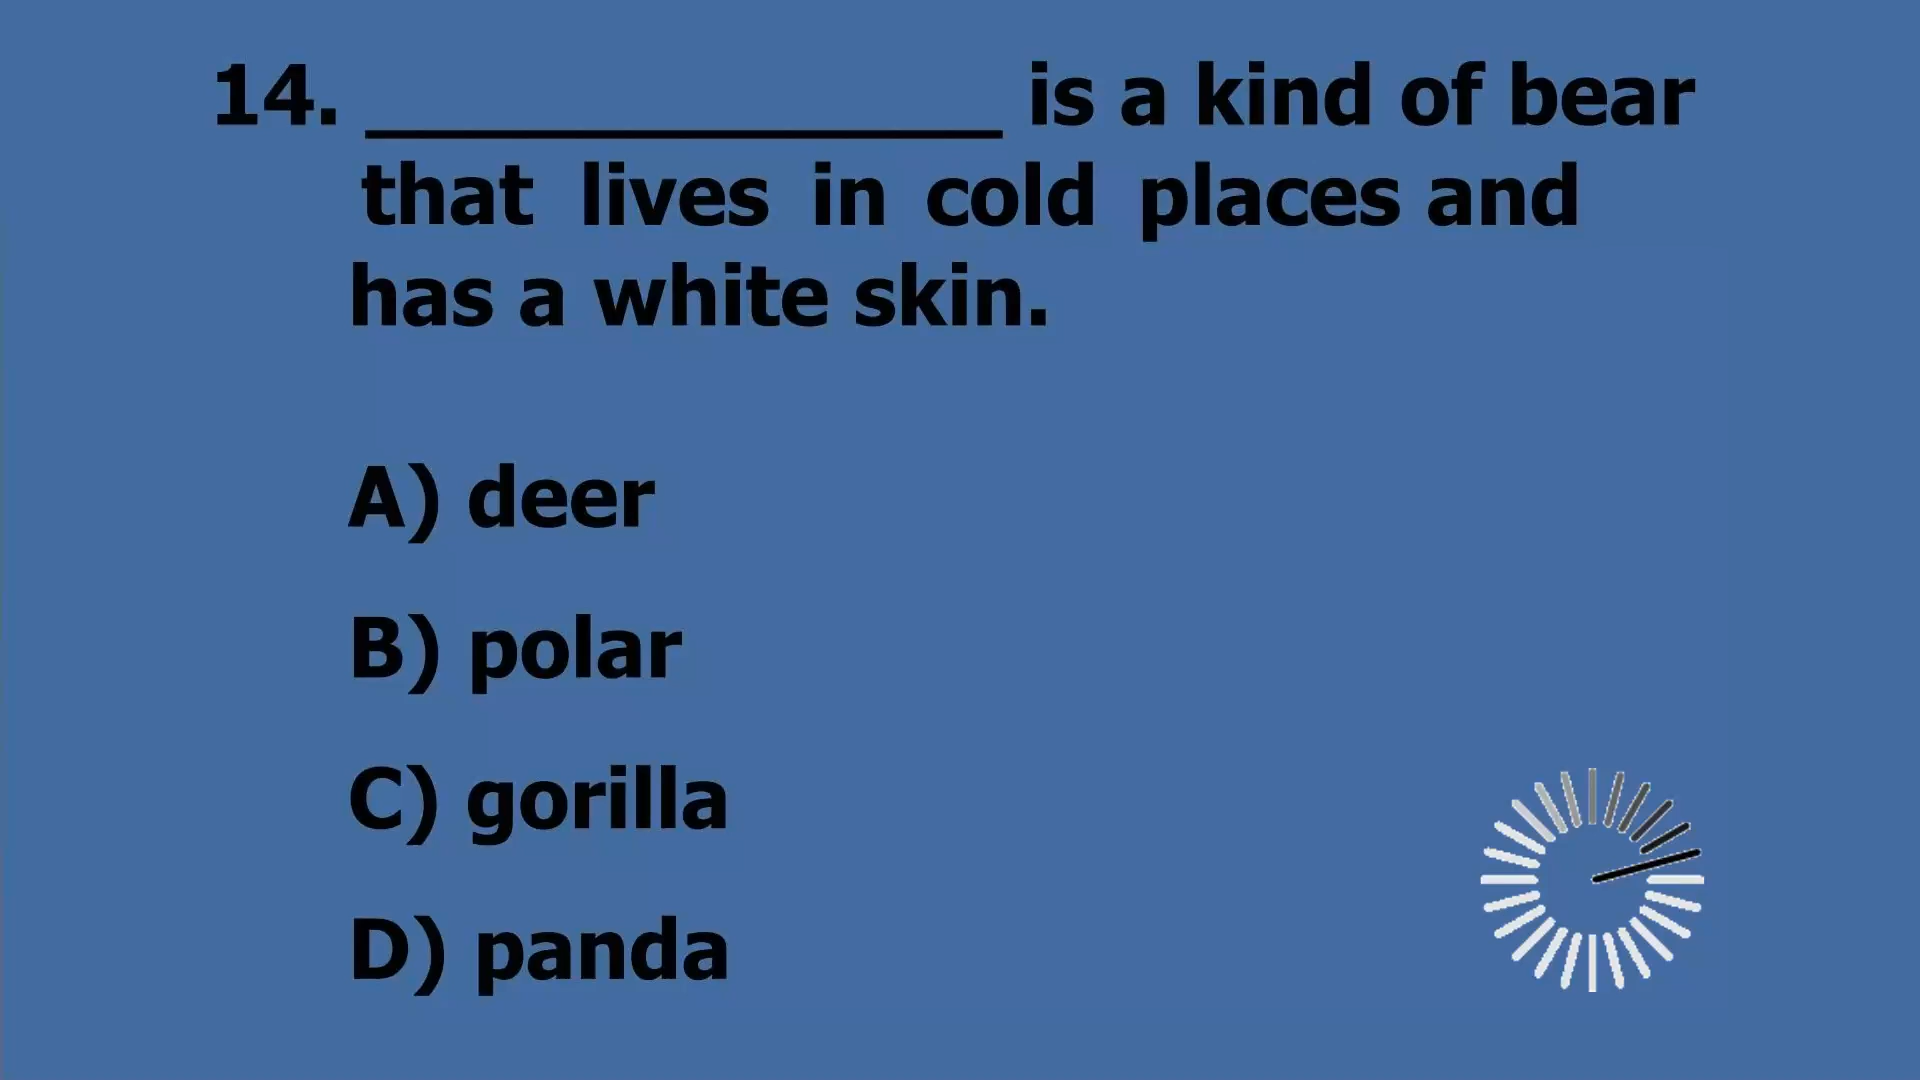 14. _______________ is a kind of bear
that lives in cold places and
has a white skin.
A) deer
B) polar
C) gorilla
D) panda